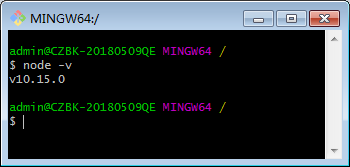 MINGW64:/
admin@CZBK-20180509QE MINGW64 /
$ node -v
v10.15.0
admin@CZBK-20180509QE MINGW64 /
$